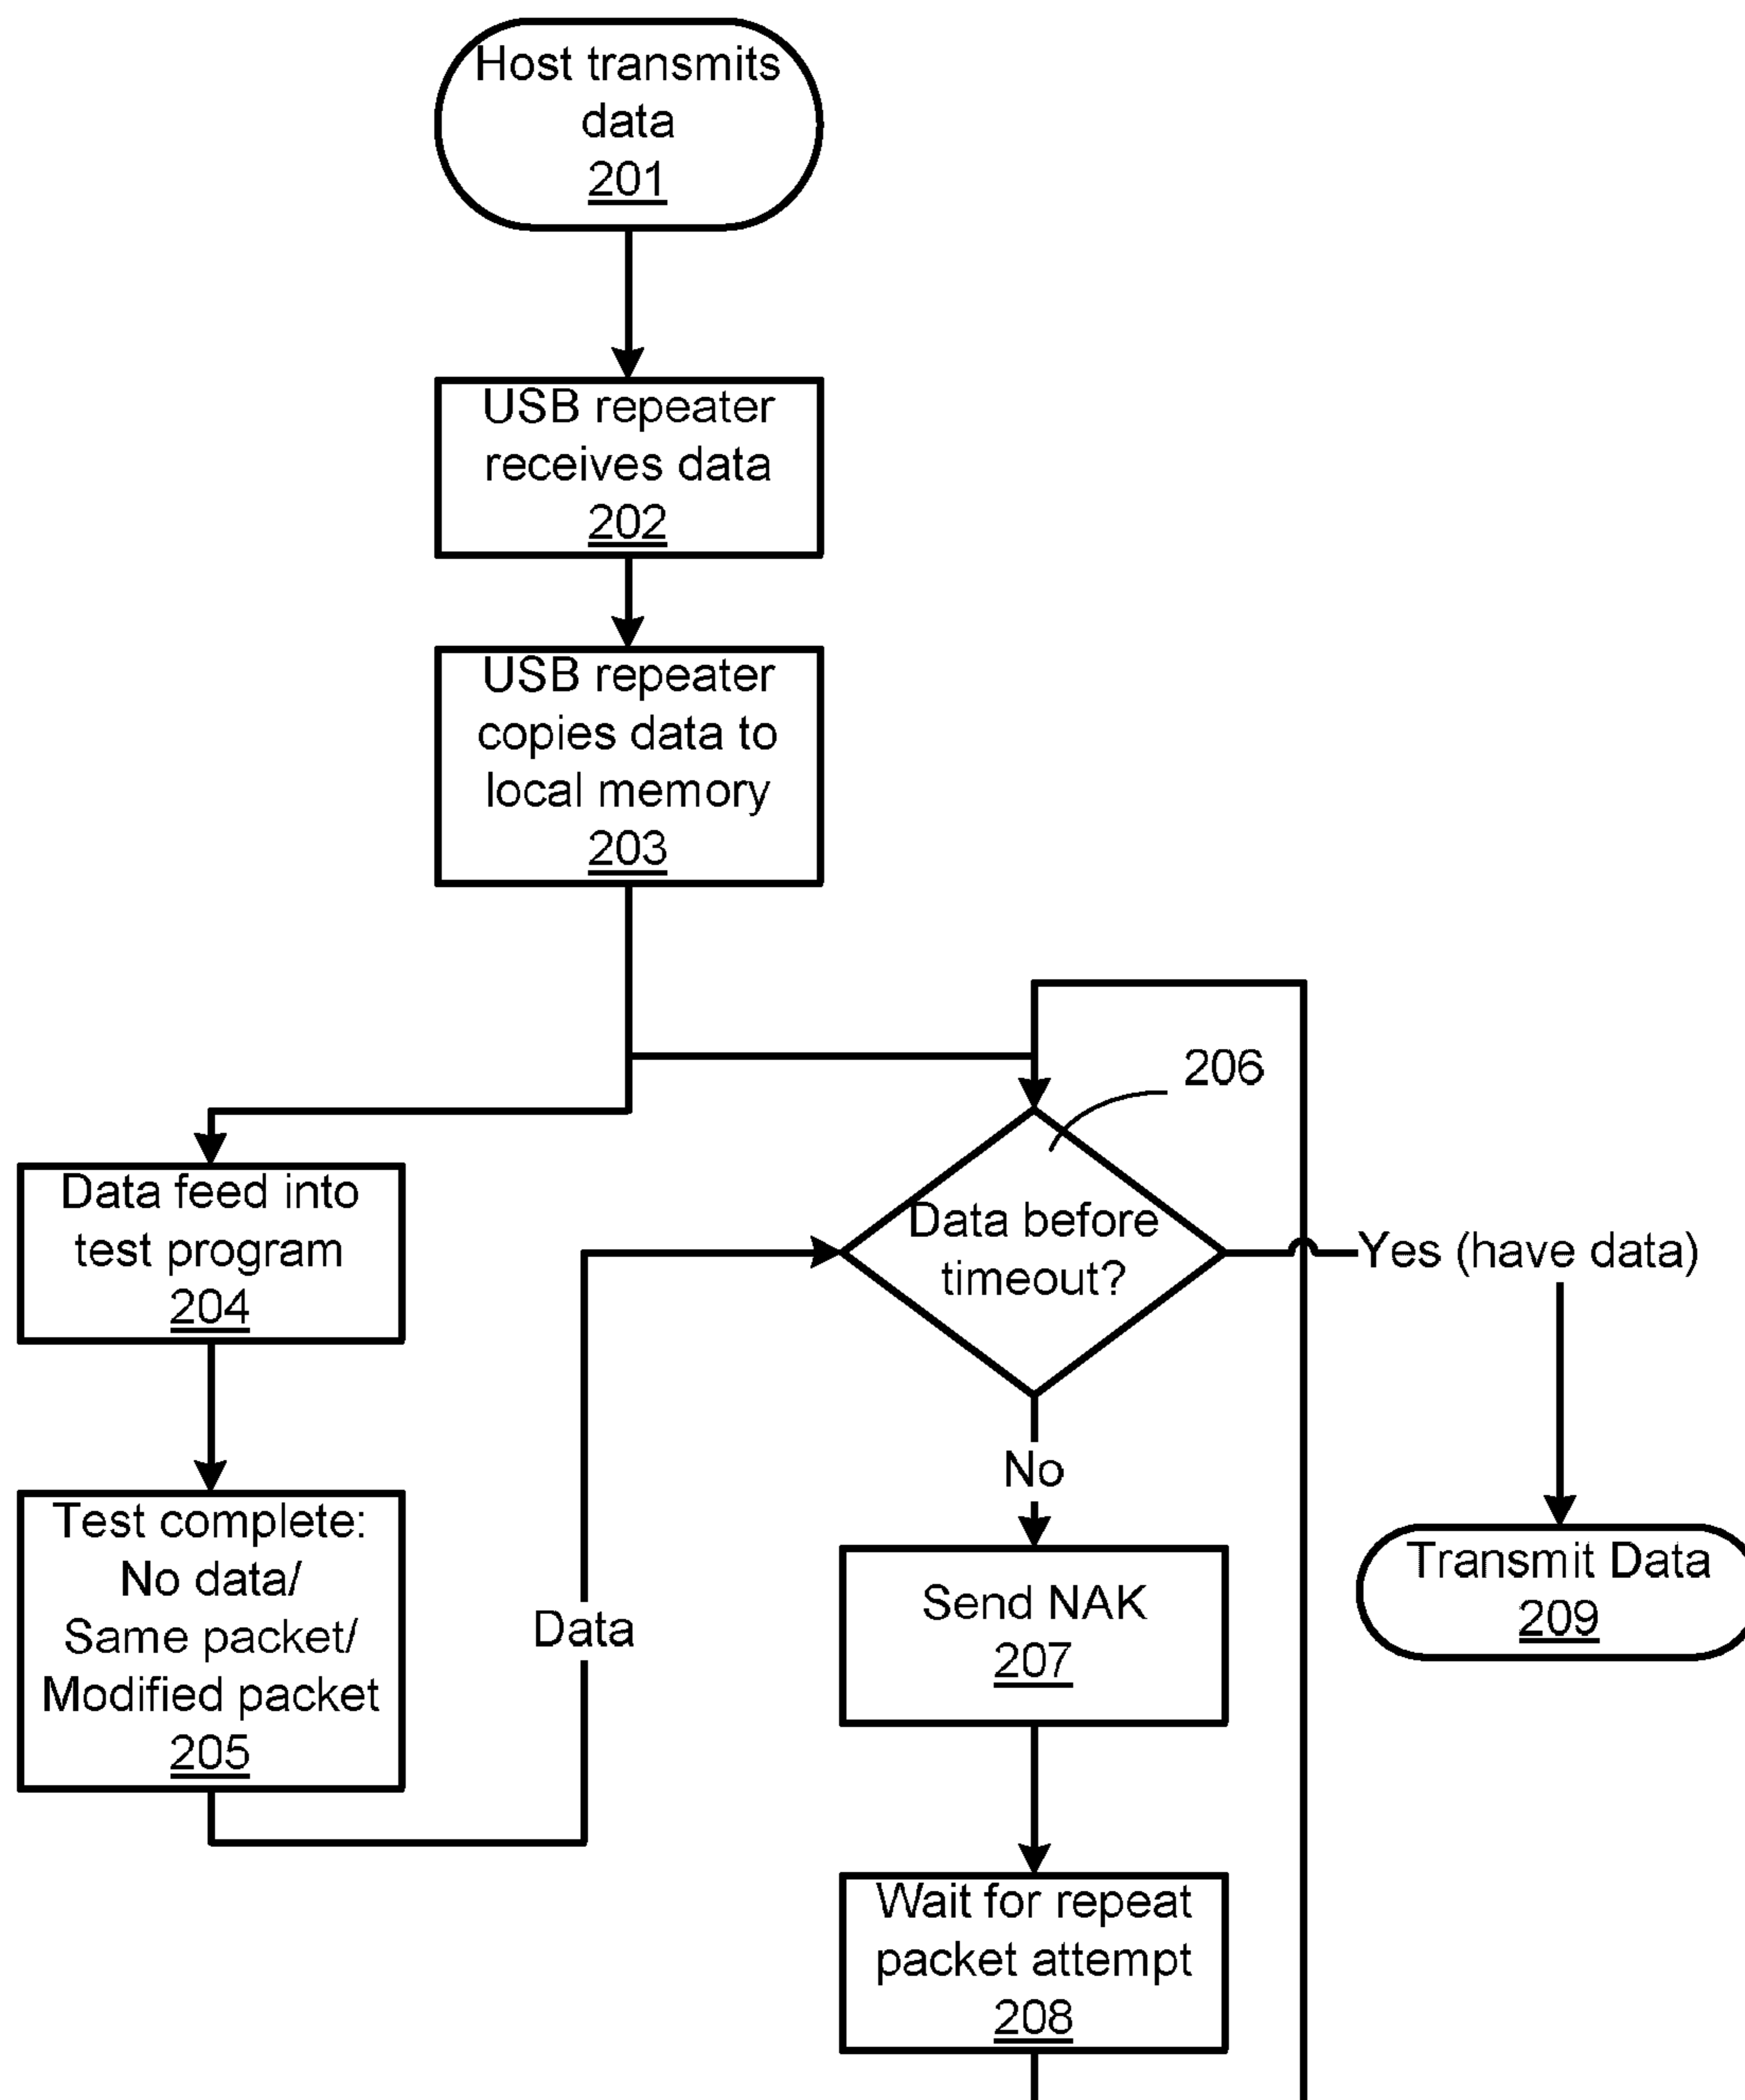 Host transmits
data
201
USB repeater
receives data
202
USB repeater
copies data to
local memory
203
206
Data feed into
test program
204
Data before
timeout?
Yes (have data)
No
Test complete:
No data/
Same packet/
Modified packet
205
Data
Send NAK
207
Transmit Data
209
Wait for repeat
packet attempt
208